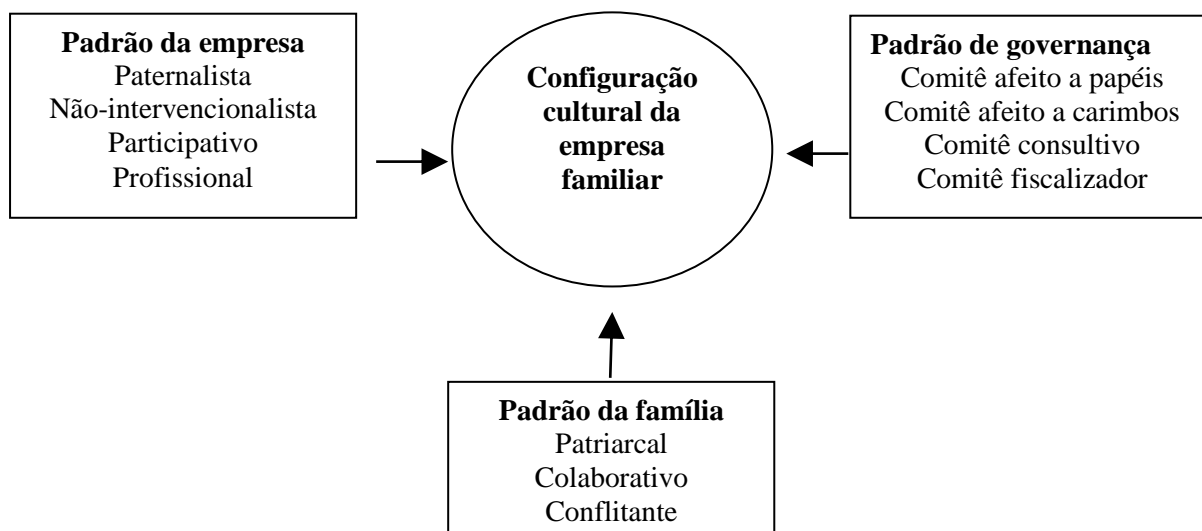 Padrão da empresa
Paternalista
Não-intervencionalista
Participativo
Profissional
Configuração
cultural da
empresa
familiar
Padrão de governança
Comitê afeito a papéis
Comitê afeito a carimbos
Comitê consultivo
Comitê fiscalizador
Padrão da família
Patriarcal
Colaborativo
Conflitante